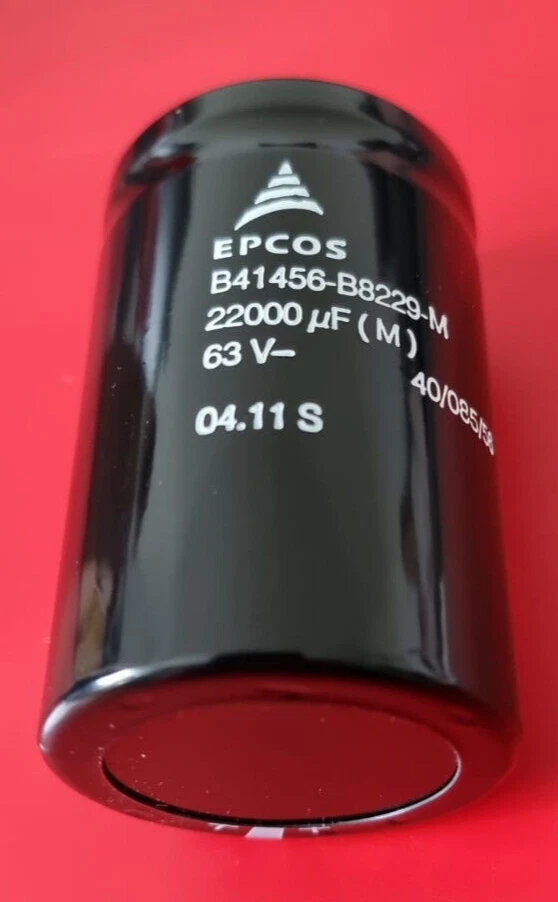 EPCOS
B41456-B8229-M
22000 µF (M)
63 V–
40/085/56
04.11 S